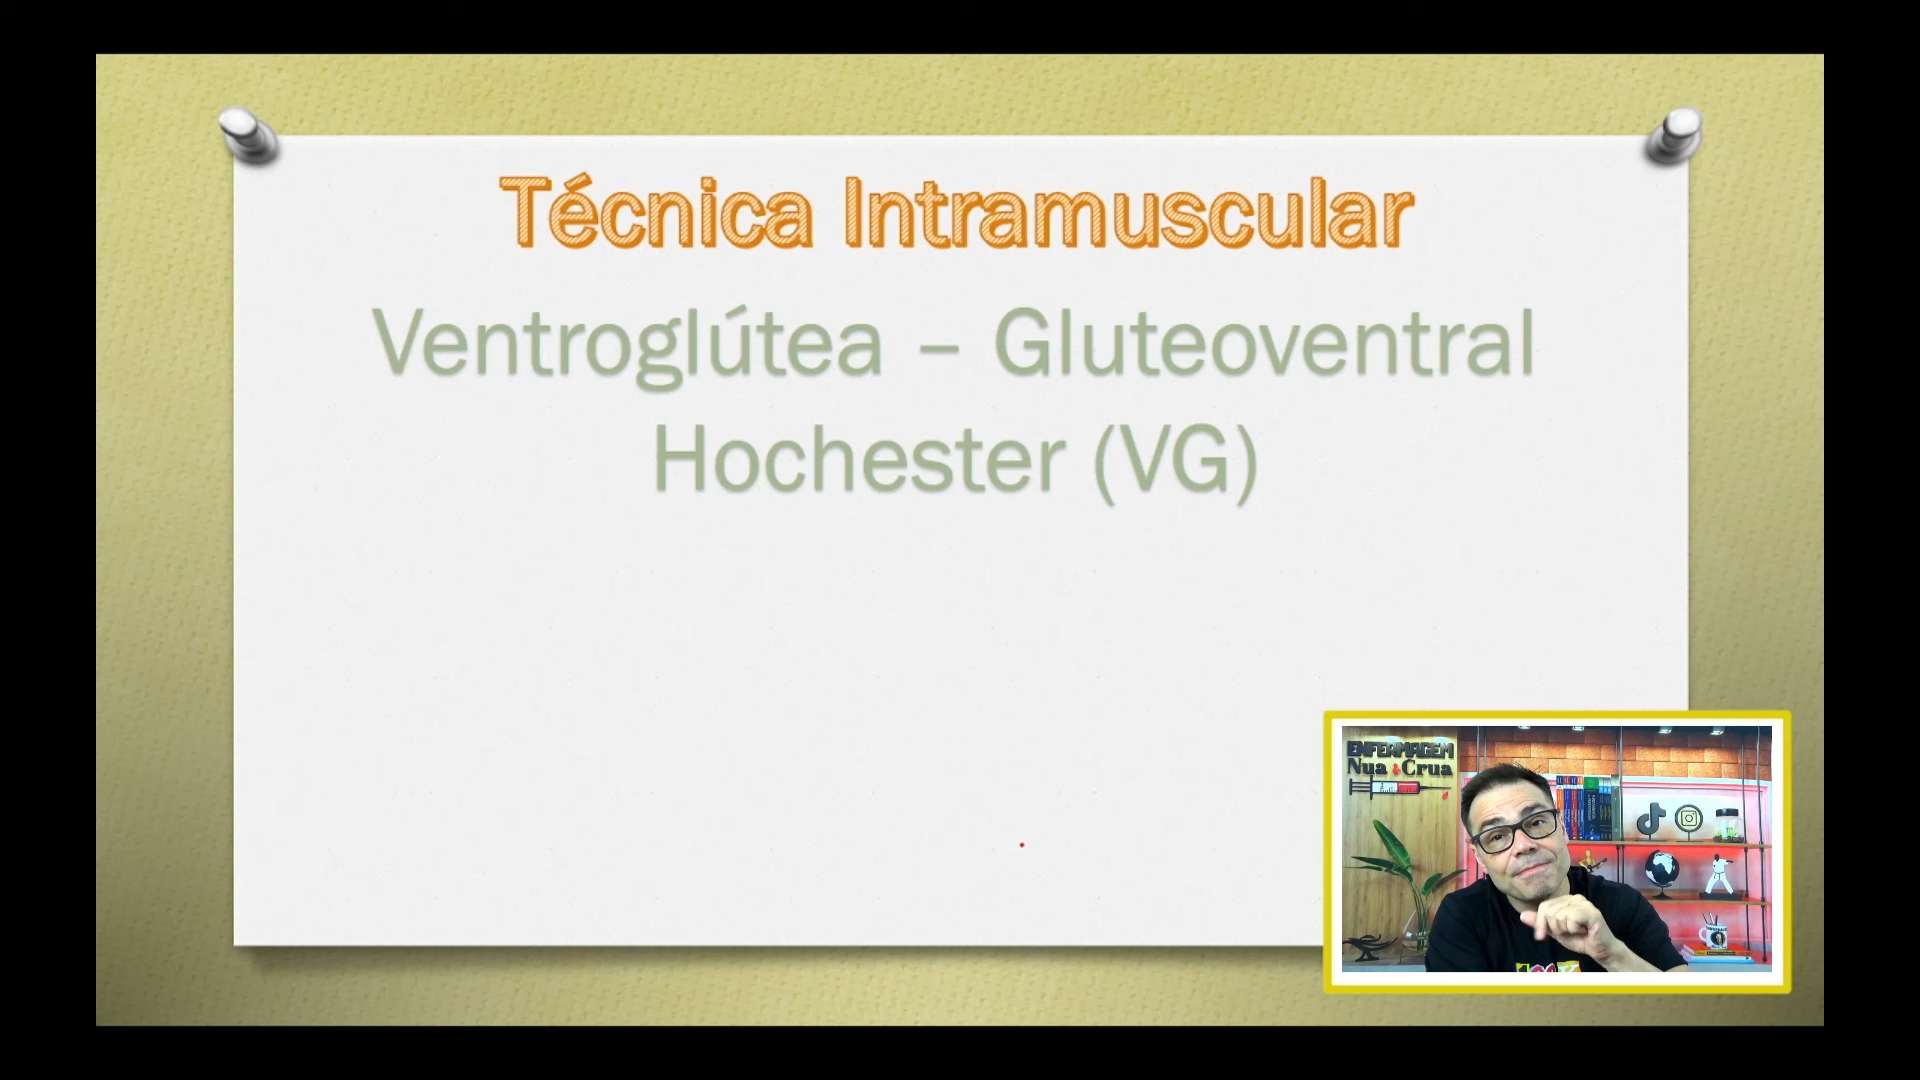 Técnica Intramuscular
Ventroglútea – Gluteoventral
Hochester (VG)
ENFERMAGEM
Nua Crua